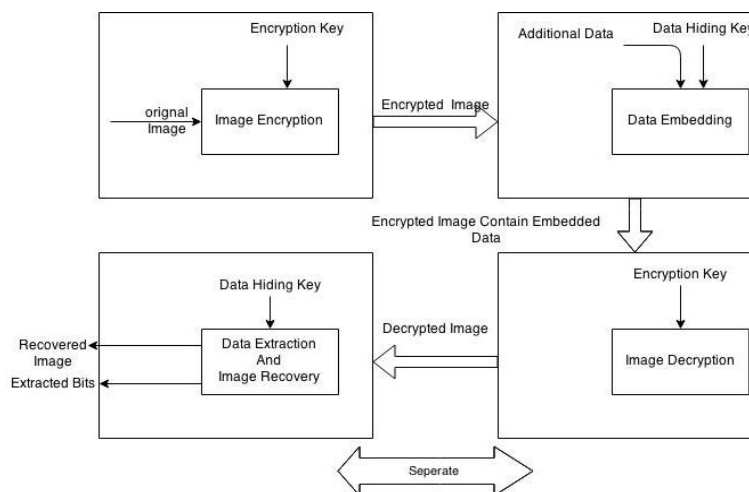 Encryption Key
orignal
Image
Image Encryption
Encrypted Image
Additional Data
Data Hiding Key
Data Embedding
Encrypted Image Contain Embedded
Data
Encryption Key
Image Decryption
Decrypted Image
Data Hiding Key
Data Extraction
And
Image Recovery
Recovered
Image
Extracted Bits
Seperate